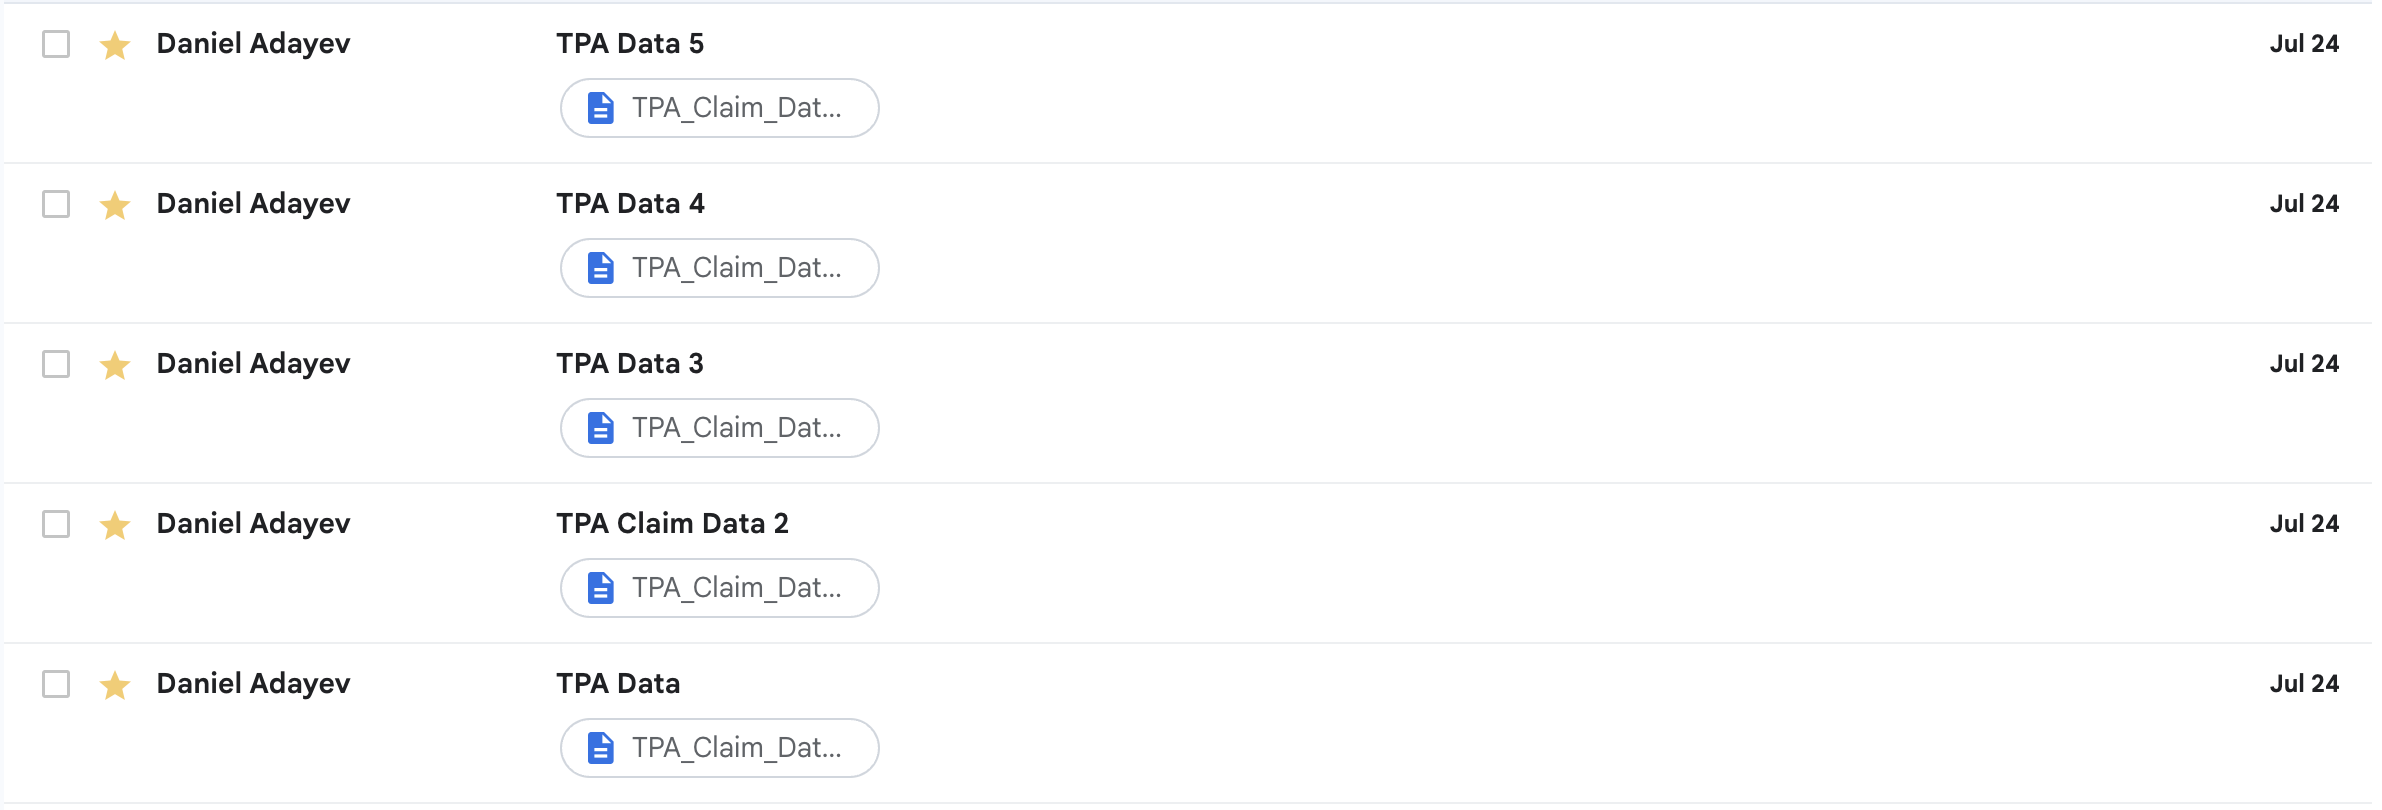 Daniel Adayev TPA Data 5 Jul 24
TPA_Claim_Dat...
Daniel Adayev TPA Data 4 Jul 24
TPA_Claim_Dat...
Daniel Adayev TPA Data 3 Jul 24
TPA_Claim_Dat...
Daniel Adayev TPA Claim Data 2 Jul 24
TPA_Claim_Dat...
Daniel Adayev TPA Data Jul 24
TPA_Claim_Dat...